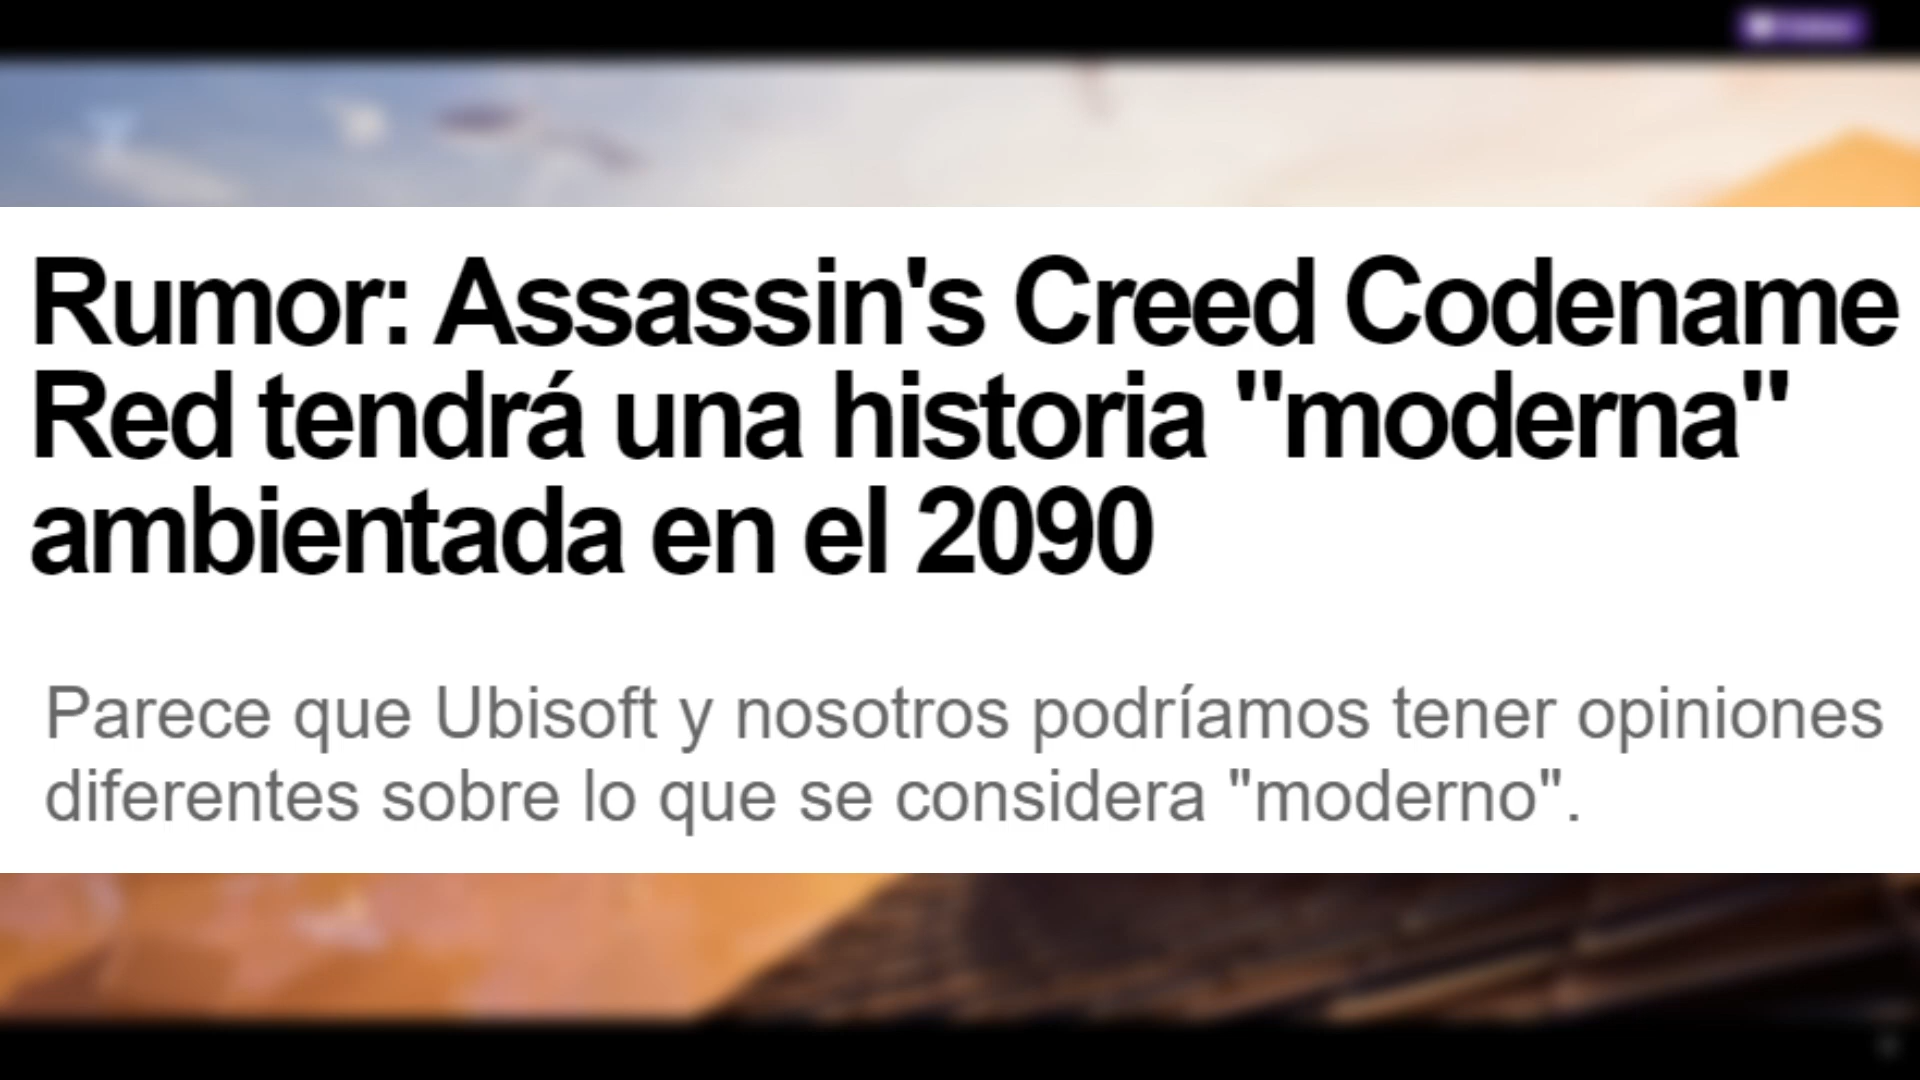 Rumor: Assassin's Creed Codename
Red tendrá una historia "moderna"
ambientada en el 2090
Parece que Ubisoft y nosotros podríamos tener opiniones
diferentes sobre lo que se considera "moderno".